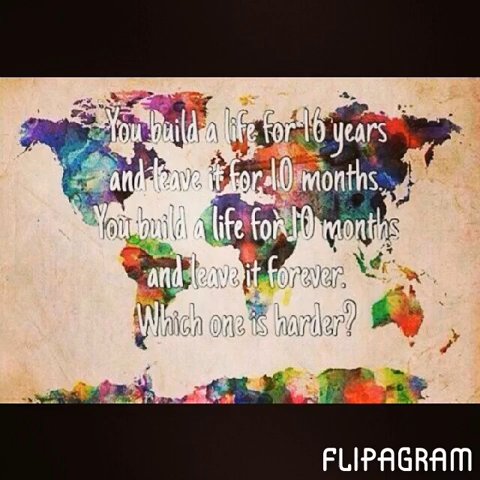 You build a life for 16 years
and leave it for 10 months.
You build a life for 10 months
and leave it forever.
Which one is harder?
FLIPAGRAM